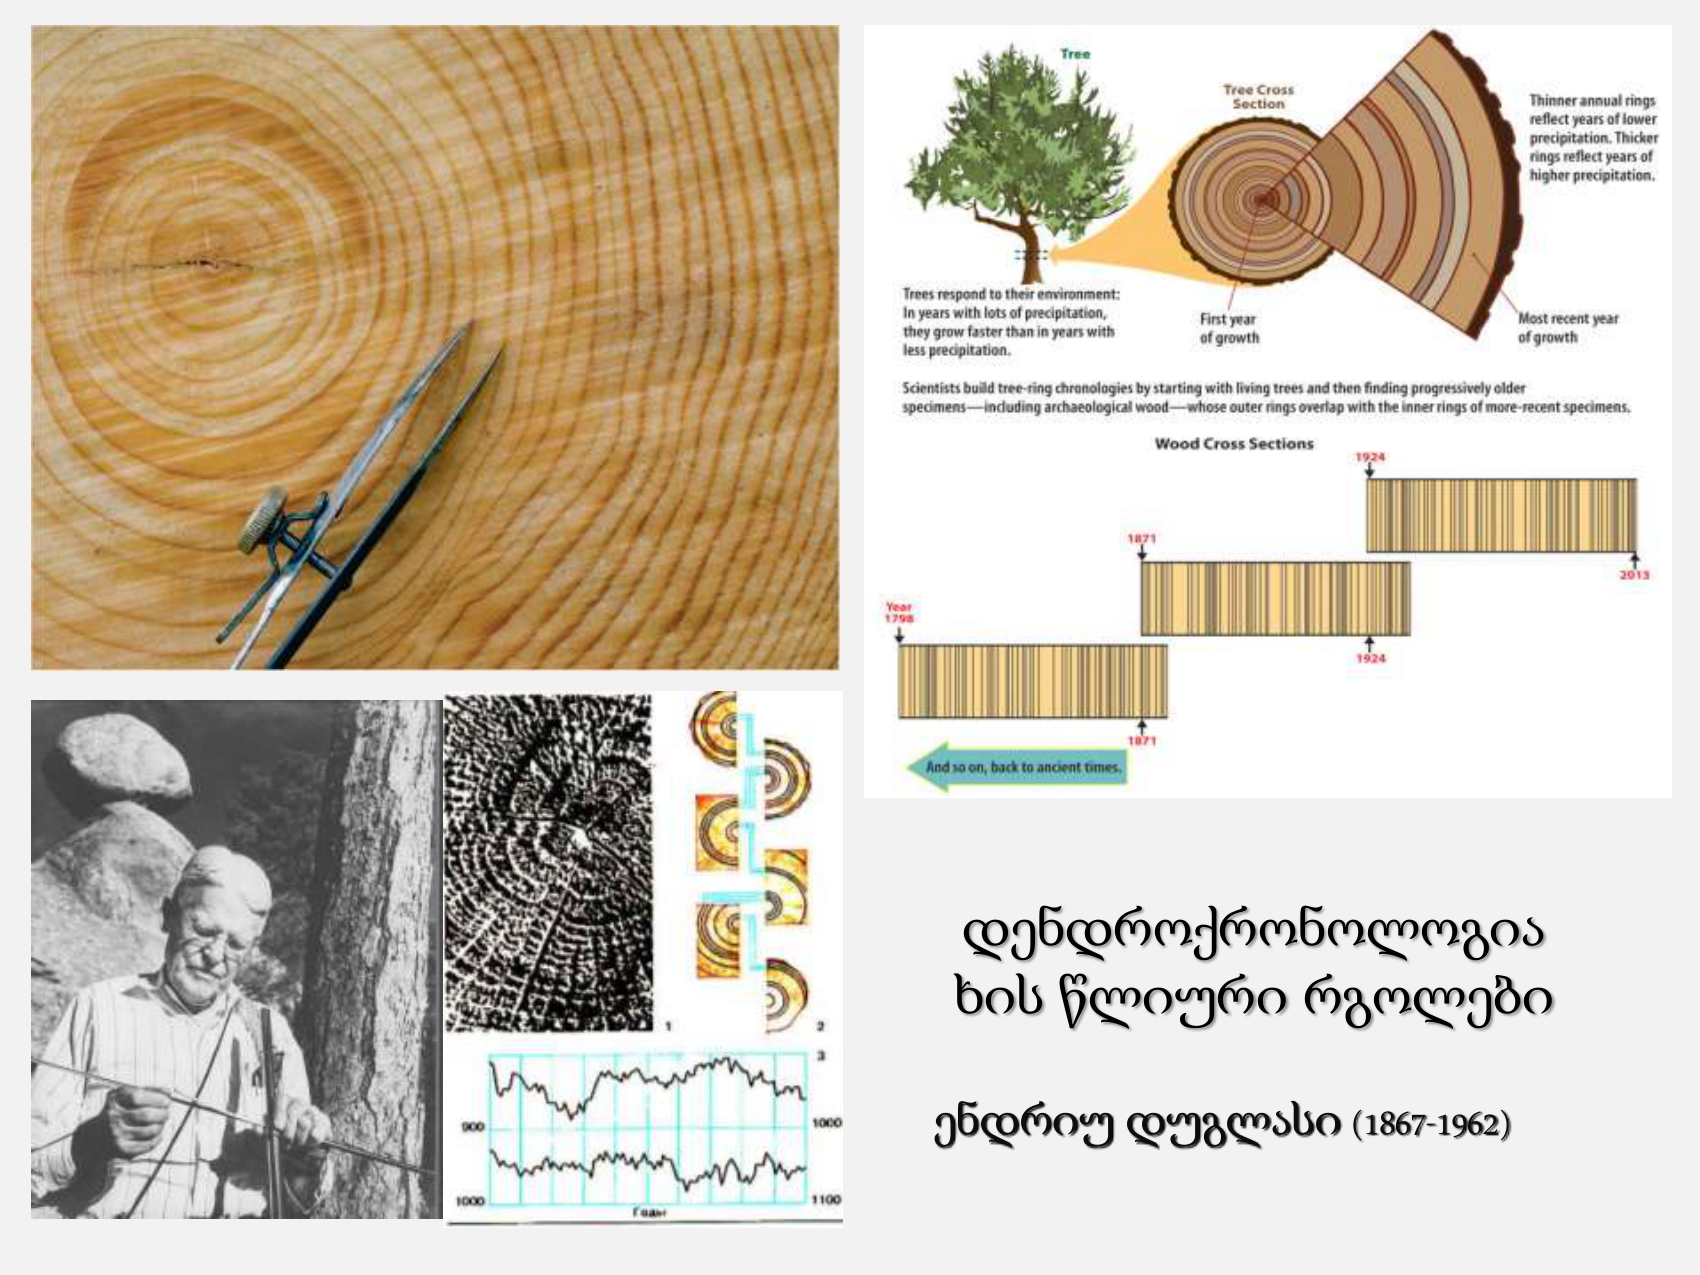 Tree
Tree Cross
Section
Thinner annual rings
reflect years of lower
precipitation. Thicker
rings reflect years of
higher precipitation.
Trees respond to their environment:
In years with lots of precipitation,
they grow faster than in years with
less precipitation.
First year
of growth
Most recent year
of growth
Scientists build tree-ring chronologies by starting with living trees and then finding progressively older
specimens—including archaeological wood—whose outer rings overlap with the inner rings of more-recent specimens.
Wood Cross Sections
1924
2013
1871
1924
Year
1798
1871
And so on, back to ancient times.
1
2
3
900
1000
1000
1100
Годы
დენდროქრონოლოგია
ხის წლიური რგოლები
ენდრიუ დუგლასი (1867-1962)